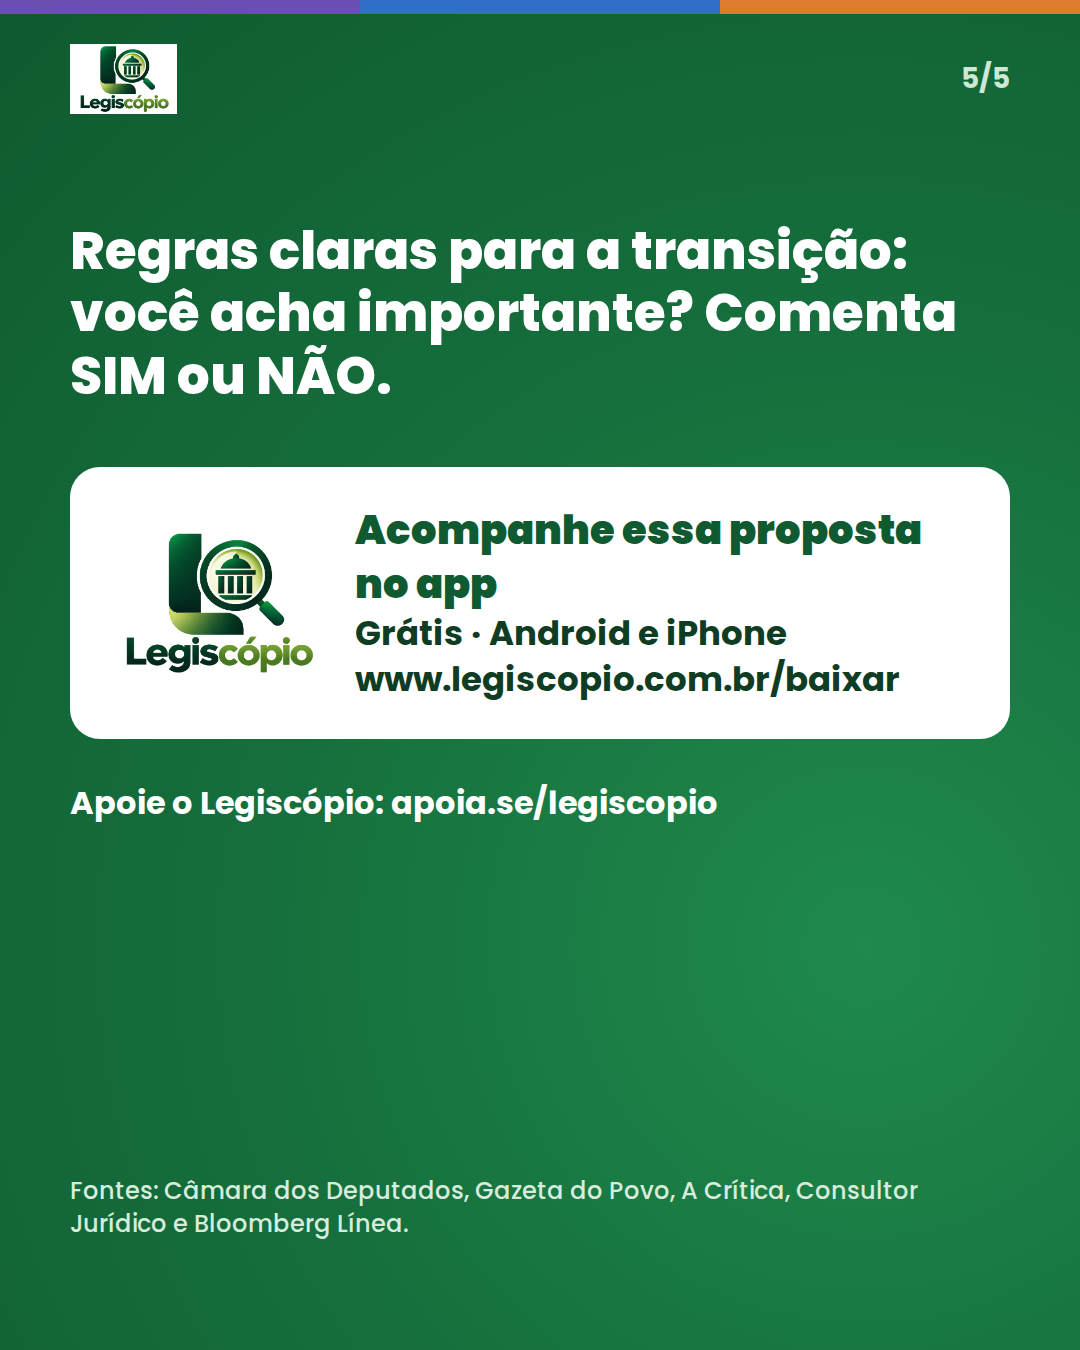 Legiscópio
5/5
Regras claras para a transição:
você acha importante? Comenta
SIM ou NÃO.
Legiscópio
Acompanhe essa proposta
no app
Grátis • Android e iPhone
www.legiscopio.com.br/baixar
Apoie o Legiscópio: apoia.se/legiscopio
Fontes: Câmara dos Deputados, Gazeta do Povo, A Crítica, Consultor
Jurídico e Bloomberg Línea.